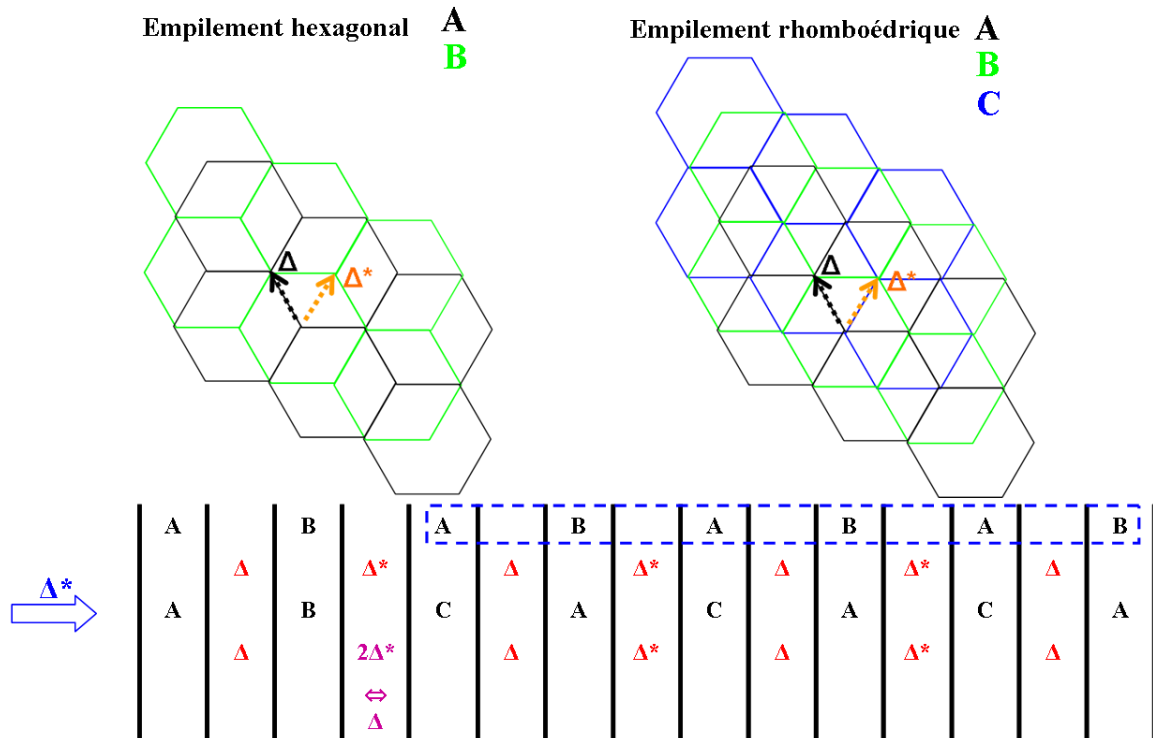 Empilement hexagonal A
B
Empilement rhomboédrique A
B
C
Δ Δ*
Δ Δ*
A B A B A B A B
Δ Δ* Δ Δ* Δ Δ* Δ
Δ*
A B C A C A C A
Δ 2Δ* Δ Δ* Δ Δ* Δ
⇔
Δ